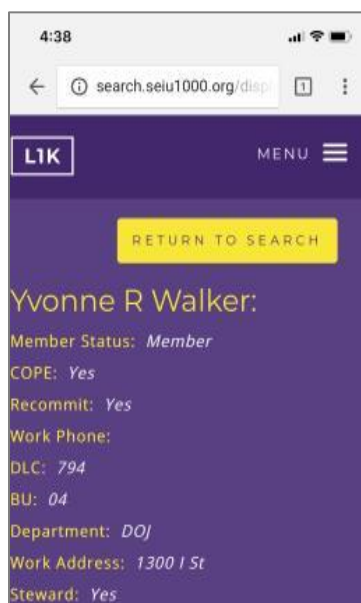 4:38
search.seiu1000.org/disp
1
L1K
MENU
RETURN TO SEARCH
Yvonne R Walker:
Member Status: Member
COPE: Yes
Recommit: Yes
Work Phone:
DLC: 794
BU: 04
Department: DOJ
Work Address: 1300 I St
Steward: Yes